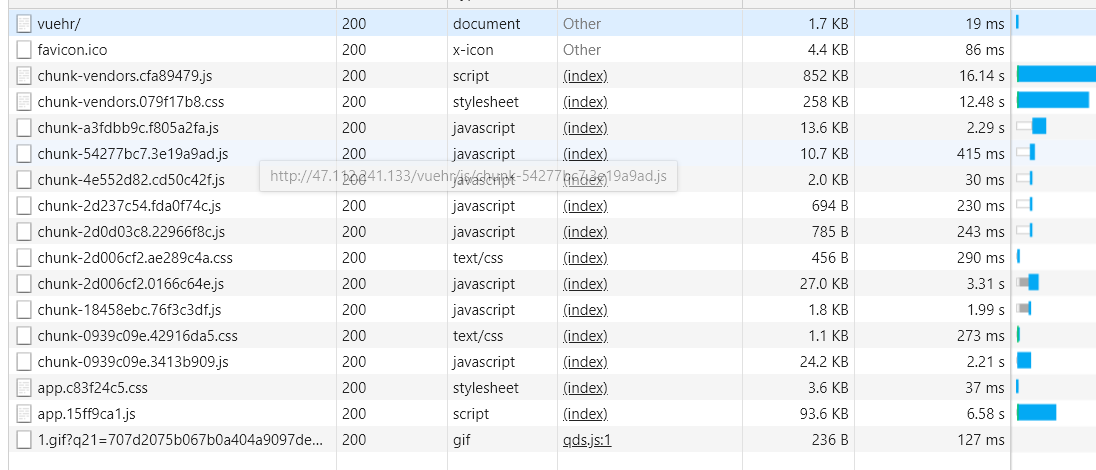 vuehr/ 200 document Other 1.7 KB 19 ms
favicon.ico 200 x-icon Other 4.4 KB 86 ms
chunk-vendors.cfa89479.js 200 script (index) 852 KB 16.14 s
chunk-vendors.079f17b8.css 200 stylesheet (index) 258 KB 12.48 s
chunk-a3fdbb9c.f805a2fa.js 200 javascript (index) 13.6 KB 2.29 s
chunk-54277bc7.3e19a9ad.js 200 javascript (index) 10.7 KB 415 ms
http://47.112.241.133/vuehr/js/chunk-54277bc7.3e19a9ad.js
chunk-4e552d82.cd50c42f.js 200 javascript (index) 2.0 KB 30 ms
chunk-2d237c54.fda0f74c.js 200 javascript (index) 694 B 230 ms
chunk-2d0d03c8.22966f8c.js 200 javascript (index) 785 B 243 ms
chunk-2d006cf2.ae289c4a.css 200 text/css (index) 456 B 290 ms
chunk-2d006cf2.0166c64e.js 200 javascript (index) 27.0 KB 3.31 s
chunk-18458ebc.76f3c3df.js 200 javascript (index) 1.8 KB 1.99 s
chunk-0939c09e.42916da5.css 200 text/css (index) 1.1 KB 273 ms
chunk-0939c09e.3413b909.js 200 javascript (index) 24.2 KB 2.21 s
app.c83f24c5.css 200 stylesheet (index) 3.6 KB 37 ms
app.15ff9ca1.js 200 script (index) 93.6 KB 6.58 s
1.gif?q21=707d2075b067b0a404a9097de... 200 gif qds.js:1 236 B 127 ms